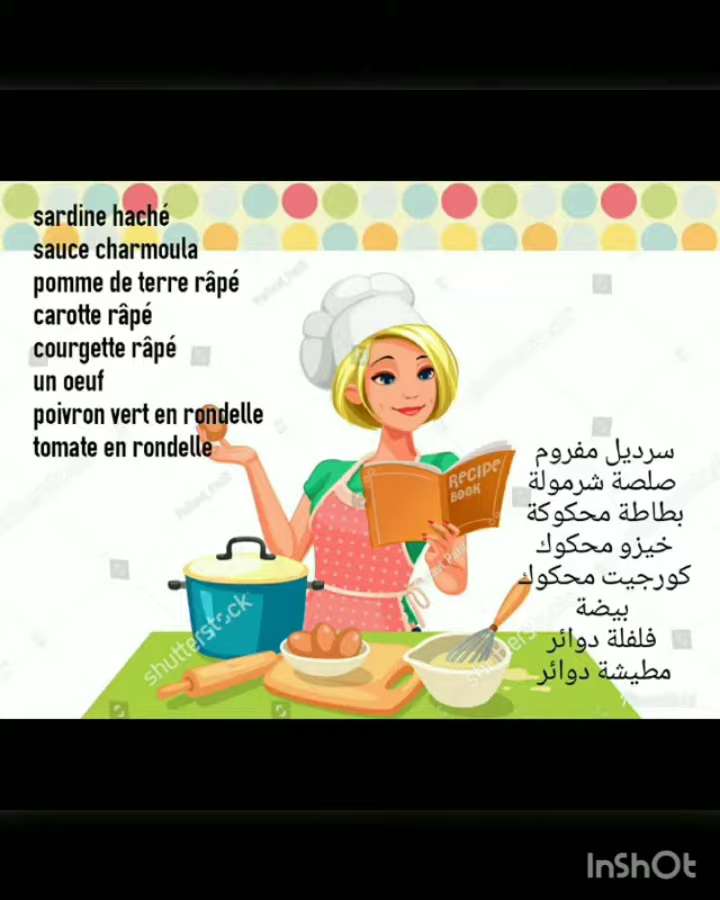 sardine haché
sauce charmoula
pomme de terre râpé
carotte râpé
courgette râpé
un oeuf
poivron vert en rondelle
tomate en rondelle
RECIPE
BOOK
سرديل مفروم
صلصة شرمولة
بطاطة محكوكة
خيزو محكوك
كورجيت محكوك
بيضة
فلفلة دوائر
مطيشة دوائر
shutterstock
InShOt